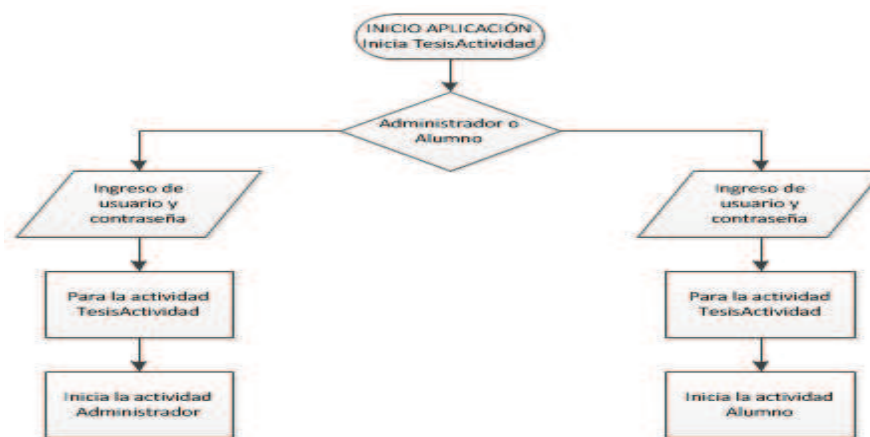 INICIO APLICACIÓN
Inicia TesisActividad
Administrador o
Alumno
Ingreso de
usuario y
contraseña
Ingreso de
usuario y
contraseña
Para la actividad
TesisActividad
Para la actividad
TesisActividad
Inicia la actividad
Administrador
Inicia la actividad
Alumno